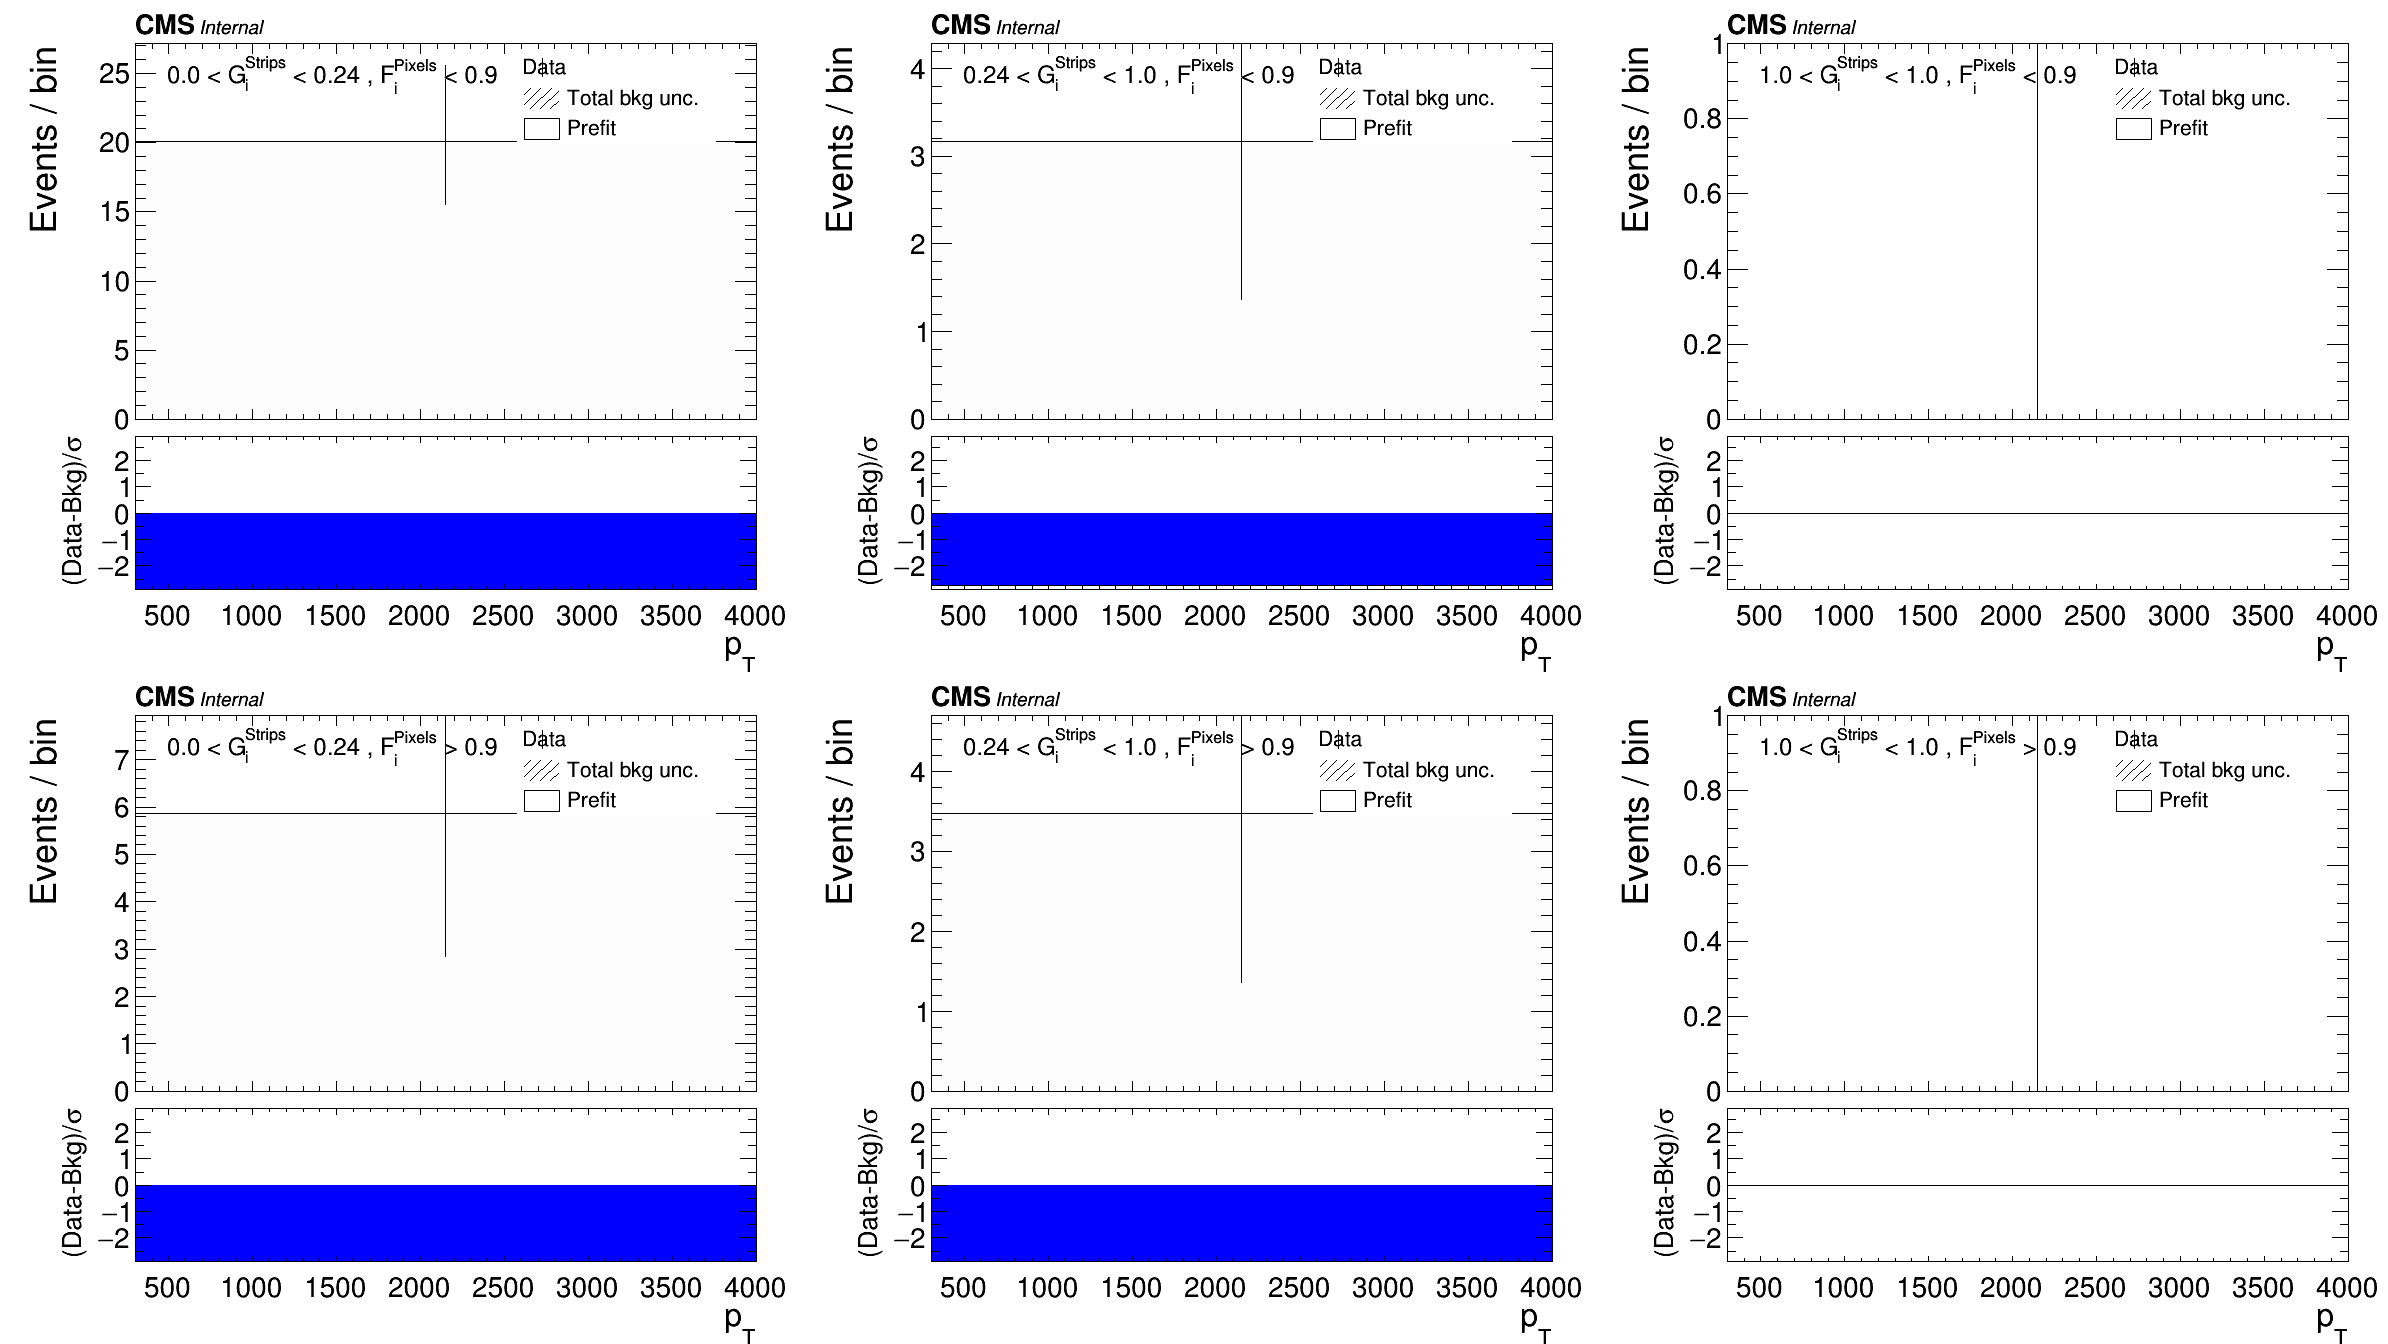 CMS Internal
Events / bin
0.0 < G_i^Strips < 0.24 , F_i^Pixels < 0.9
Data
Total bkg unc.
Prefit
25
20
15
10
5
0
(Data-Bkg)/σ
2
1
0
−1
−2
500 1000 1500 2000 2500 3000 3500 4000
p_T
CMS Internal
Events / bin
0.24 < G_i^Strips < 1.0 , F_i^Pixels < 0.9
Data
Total bkg unc.
Prefit
4
3
2
1
0
(Data-Bkg)/σ
2
1
0
−1
−2
500 1000 1500 2000 2500 3000 3500 4000
p_T
CMS Internal
Events / bin
1.0 < G_i^Strips < 1.0 , F_i^Pixels < 0.9
Data
Total bkg unc.
Prefit
1
0.8
0.6
0.4
0.2
0
(Data-Bkg)/σ
2
1
0
−1
−2
500 1000 1500 2000 2500 3000 3500 4000
p_T
CMS Internal
Events / bin
0.0 < G_i^Strips < 0.24 , F_i^Pixels > 0.9
Data
Total bkg unc.
Prefit
7
6
5
4
3
2
1
0
(Data-Bkg)/σ
2
1
0
−1
−2
500 1000 1500 2000 2500 3000 3500 4000
p_T
CMS Internal
Events / bin
0.24 < G_i^Strips < 1.0 , F_i^Pixels > 0.9
Data
Total bkg unc.
Prefit
4
3
2
1
0
(Data-Bkg)/σ
2
1
0
−1
−2
500 1000 1500 2000 2500 3000 3500 4000
p_T
CMS Internal
Events / bin
1.0 < G_i^Strips < 1.0 , F_i^Pixels > 0.9
Data
Total bkg unc.
Prefit
1
0.8
0.6
0.4
0.2
0
(Data-Bkg)/σ
2
1
0
−1
−2
500 1000 1500 2000 2500 3000 3500 4000
p_T